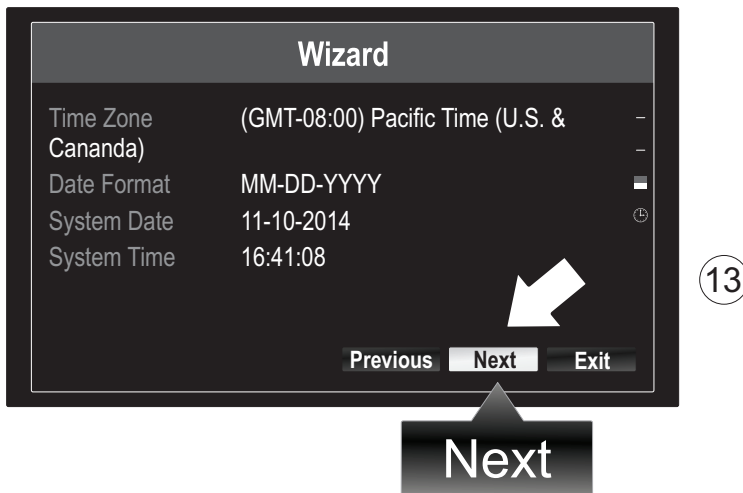 Wizard
Time Zone (GMT-08:00) Pacific Time (U.S. & –
Cananda) –
Date Format MM-DD-YYYY
System Date 11-10-2014
System Time 16:41:08
13
Previous Next Exit
Next